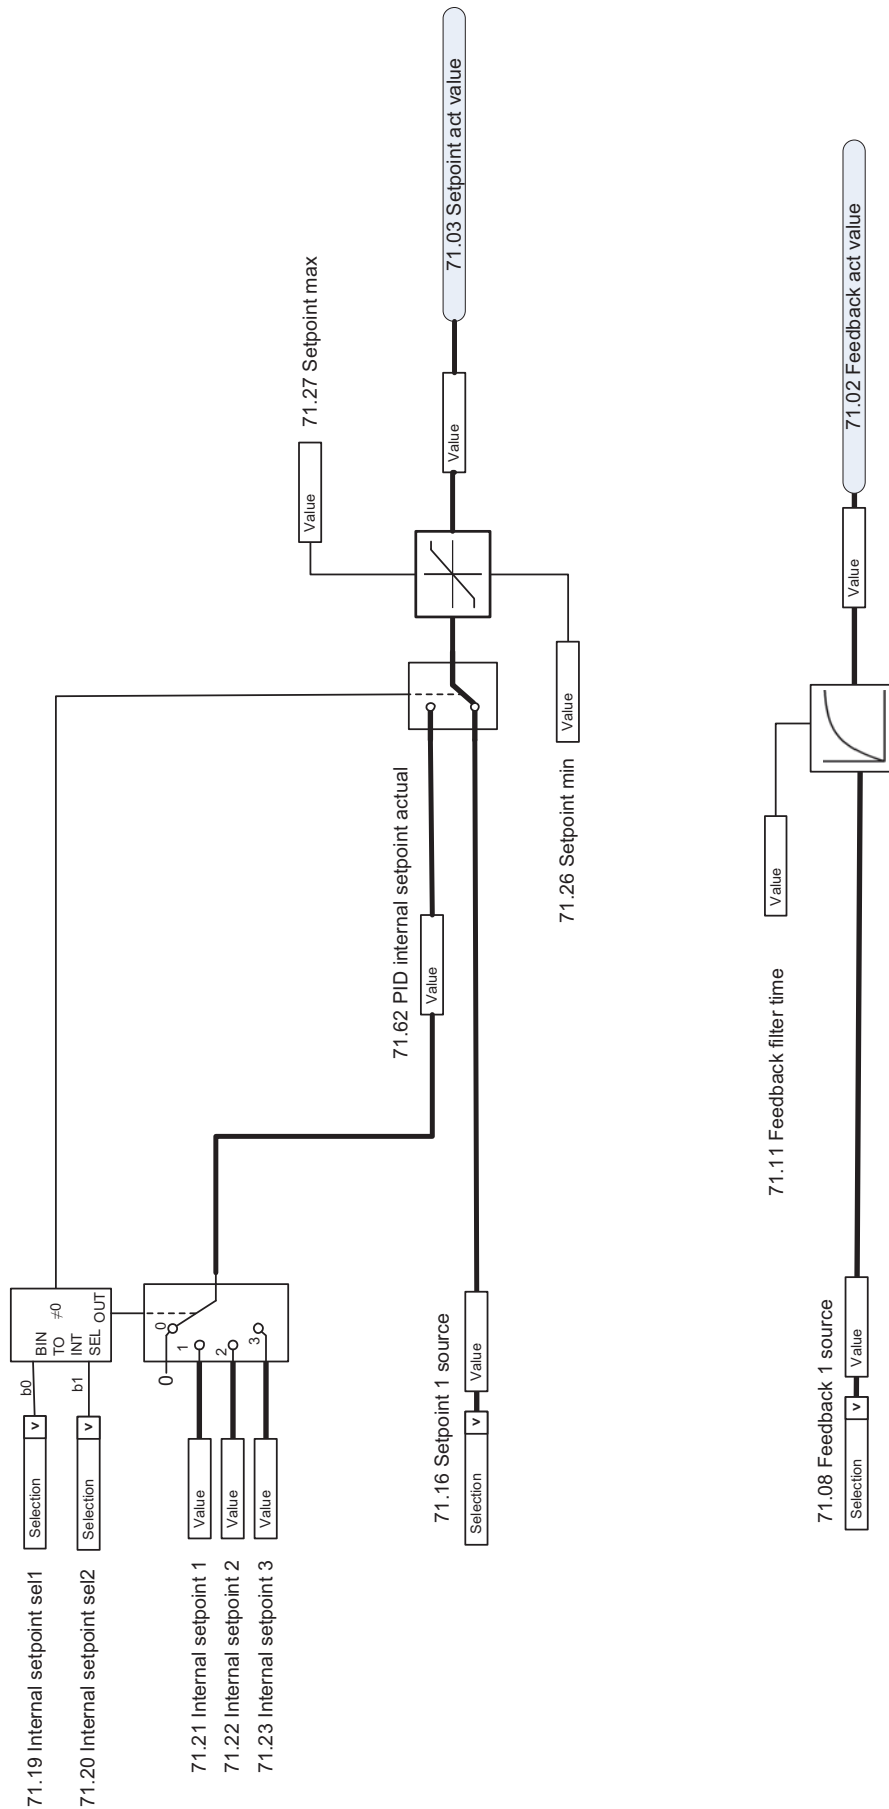 71.19 Internal setpoint sel1
Selection
v
b0
71.20 Internal setpoint sel2
Selection
v
b1
BIN
TO
INT
SEL
≠0
OUT
0
0
1
2
3
71.21 Internal setpoint 1
Value
71.22 Internal setpoint 2
Value
71.23 Internal setpoint 3
Value
71.62 PID internal setpoint actual
Value
71.16 Setpoint 1 source
Selection
v
Value
71.27 Setpoint max
Value
71.26 Setpoint min
Value
Value
71.03 Setpoint act value
71.08 Feedback 1 source
Selection
v
Value
71.11 Feedback filter time
Value
Value
71.02 Feedback act value